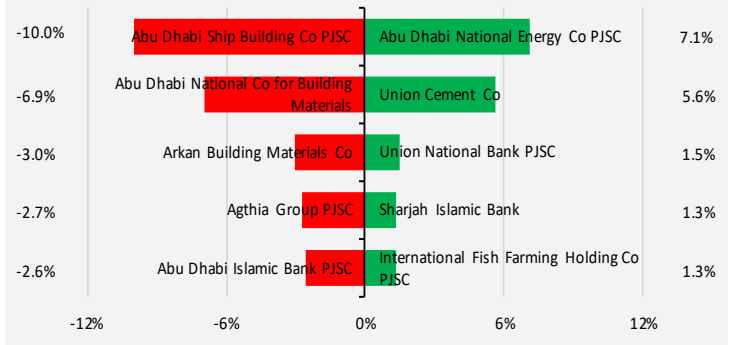 -10.0% Abu Dhabi Ship Building Co PJSC Abu Dhabi National Energy Co PJSC 7.1%
Abu Dhabi National Co for Building
-6.9% Materials Union Cement Co 5.6%
-3.0% Arkan Building Materials Co Union National Bank PJSC 1.5%
-2.7% Agthia Group PJSC Sharjah Islamic Bank 1.3%
International Fish Farming Holding Co
-2.6% Abu Dhabi Islamic Bank PJSC PJSC 1.3%
-12% -6% 0% 6% 12%